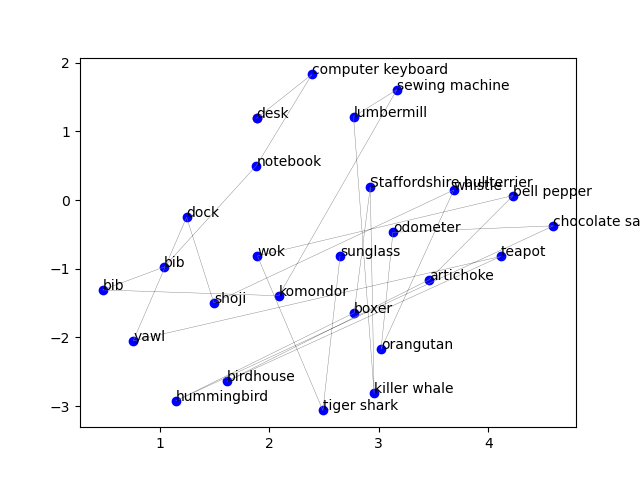 computer keyboard
sewing machine
desk
lumbermill
notebook
Staffordshire bullterrier
whistle
bell pepper
dock
chocolate sa
odometer
wok
sunglass
teapot
bib
artichoke
bib
komondor
shoji
boxer
yawl
orangutan
birdhouse
killer whale
hummingbird
tiger shark
2
1
0
−1
−2
−3
1
2
3
4